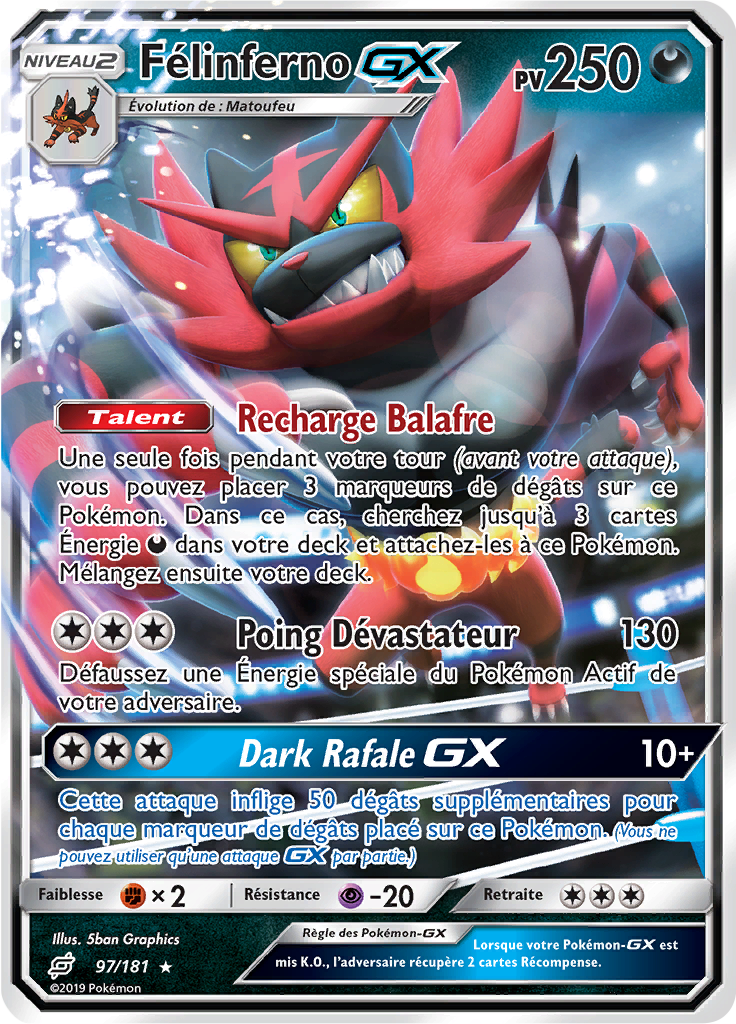 NIVEAU2
Félinferno GX
PV250
Évolution de : Matoufeu
Talent Recharge Balafre
Une seule fois pendant votre tour (avant votre attaque),
vous pouvez placer 3 marqueurs de dégâts sur ce
Pokémon. Dans ce cas, cherchez jusqu'à 3 cartes
Énergie dans votre deck et attachez-les à ce Pokémon.
Mélangez ensuite votre deck.
Poing Dévastateur 130
Défaussez une Énergie spéciale du Pokémon Actif de
votre adversaire.
Dark Rafale GX 10+
Cette attaque inflige 50 dégâts supplémentaires pour
chaque marqueur de dégâts placé sur ce Pokémon. (Vous ne
pouvez utiliser qu'une attaque GX par partie.)
Faiblesse ×2 Résistance -20 Retraite
Illus. 5ban Graphics
97/181 ★
©2019 Pokémon
Règle des Pokémon-GX
Lorsque votre Pokémon-GX est
mis K.O., l'adversaire récupère 2 cartes Récompense.